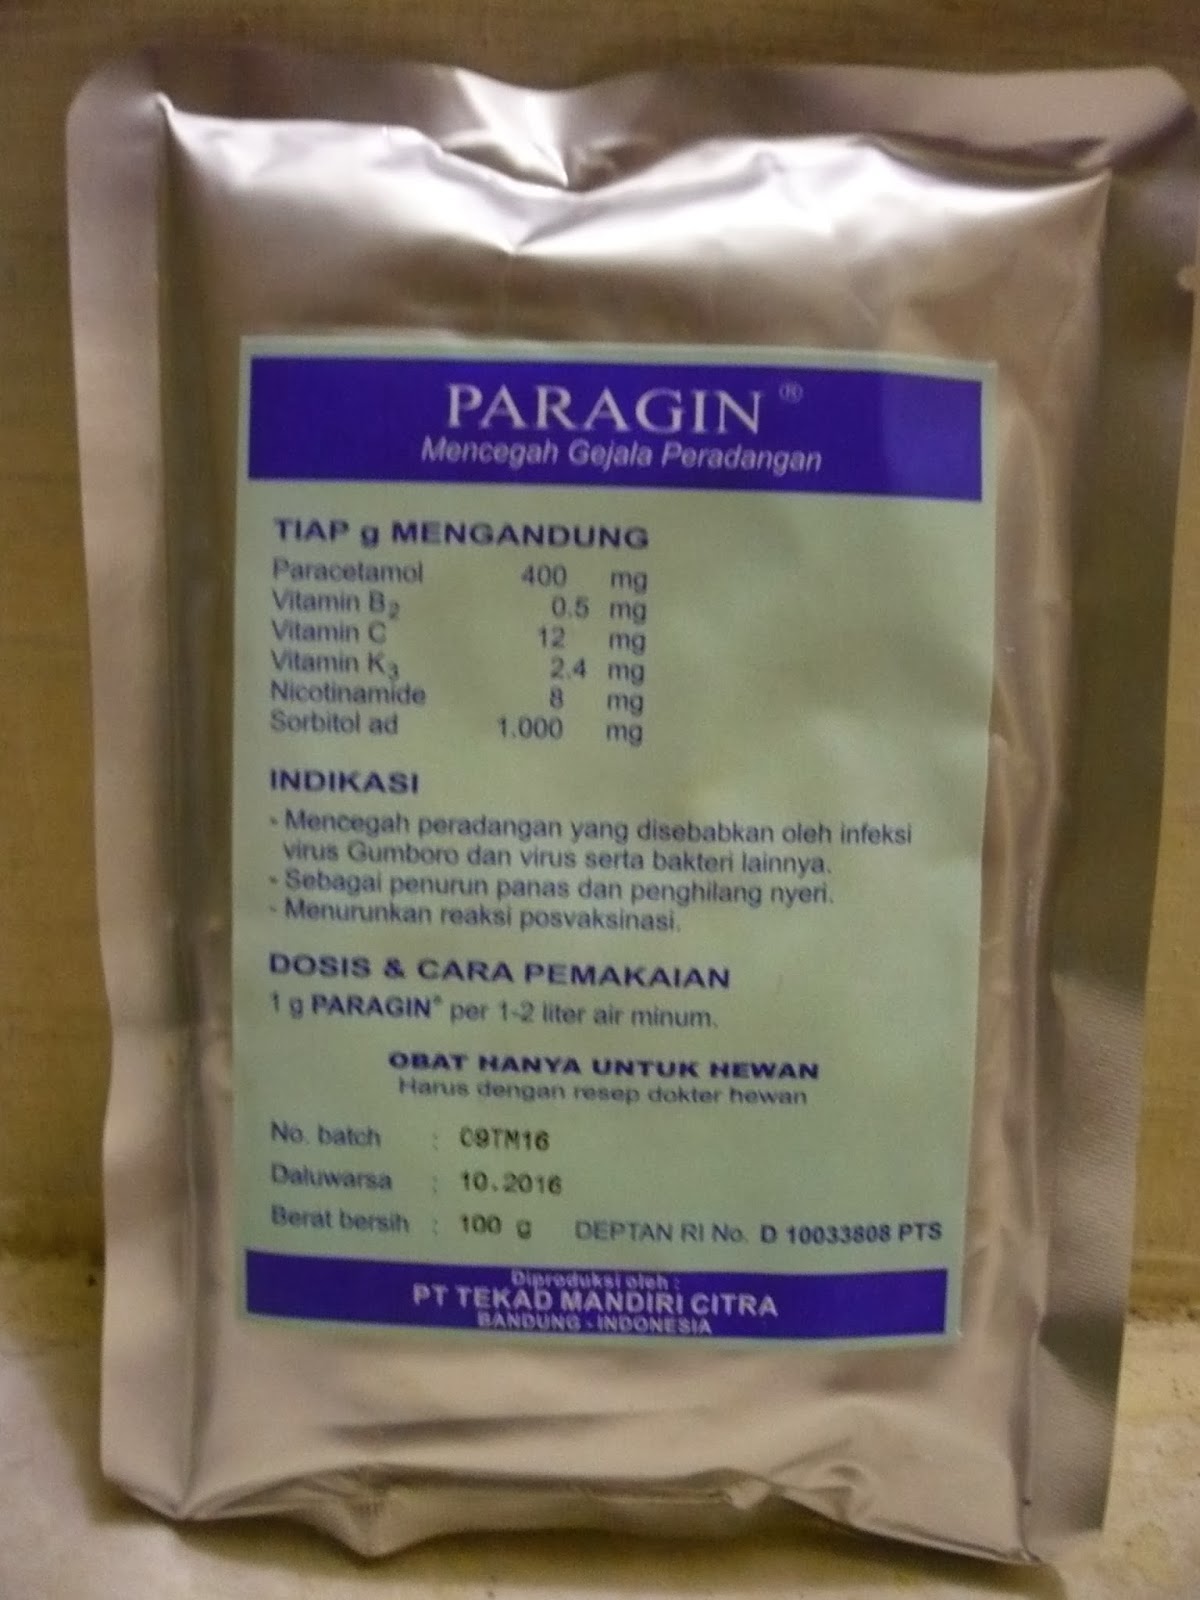 PARAGIN ®
Mencegah Gejala Peradangan
TIAP g MENGANDUNG
Paracetamol 400 mg
Vitamin B2 0.5 mg
Vitamin C 12 mg
Vitamin K3 2.4 mg
Nicotinamide 8 mg
Sorbitol ad 1.000 mg
INDIKASI
- Mencegah peradangan yang disebabkan oleh infeksi
virus Gumboro dan virus serta bakteri lainnya.
- Sebagai penurun panas dan penghilang nyeri.
- Menurunkan reaksi posvaksinasi.
DOSIS & CARA PEMAKAIAN
1 g PARAGIN® per 1-2 liter air minum.
OBAT HANYA UNTUK HEWAN
Harus dengan resep dokter hewan
No. batch : C9TM16
Daluwarsa : 10.2016
Berat bersih : 100 g DEPTAN RI No. D 10033808 PTS
Diproduksi oleh :
PT TEKAD MANDIRI CITRA
BANDUNG - INDONESIA